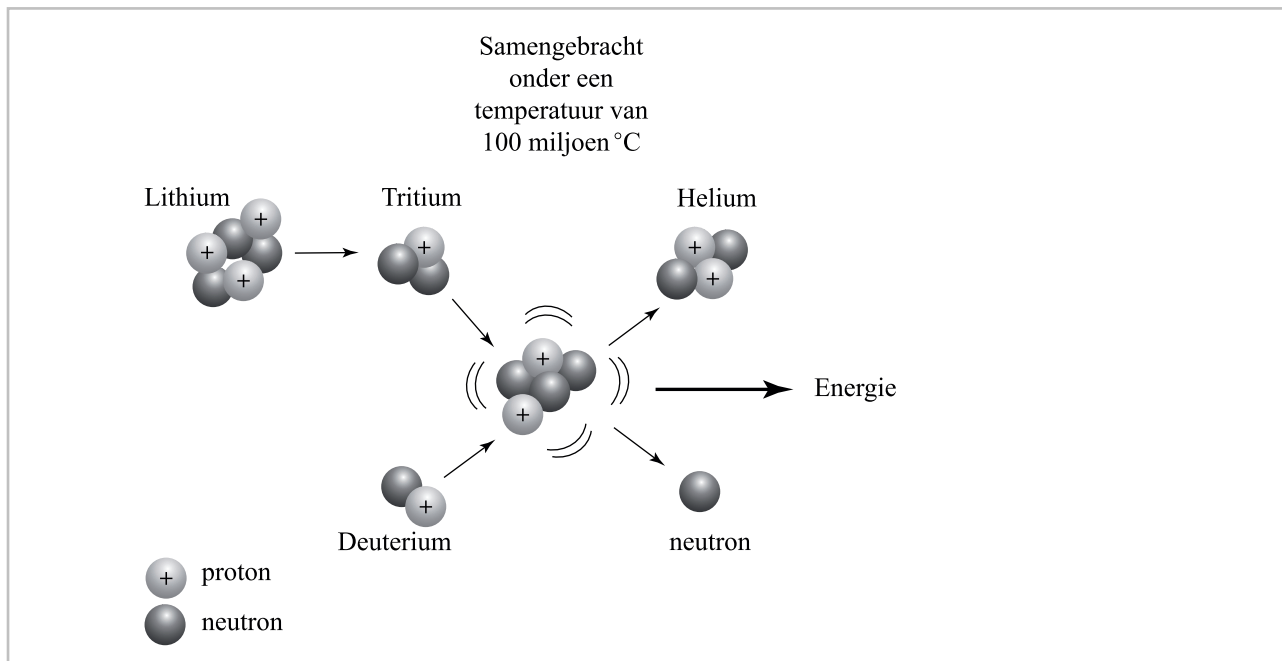 Samengebracht
onder een
temperatuur van
100 miljoen °C
Lithium
Tritium
Helium
+
+
+
+
+
+
+
+
Energie
+
Deuterium
neutron
+ proton
neutron